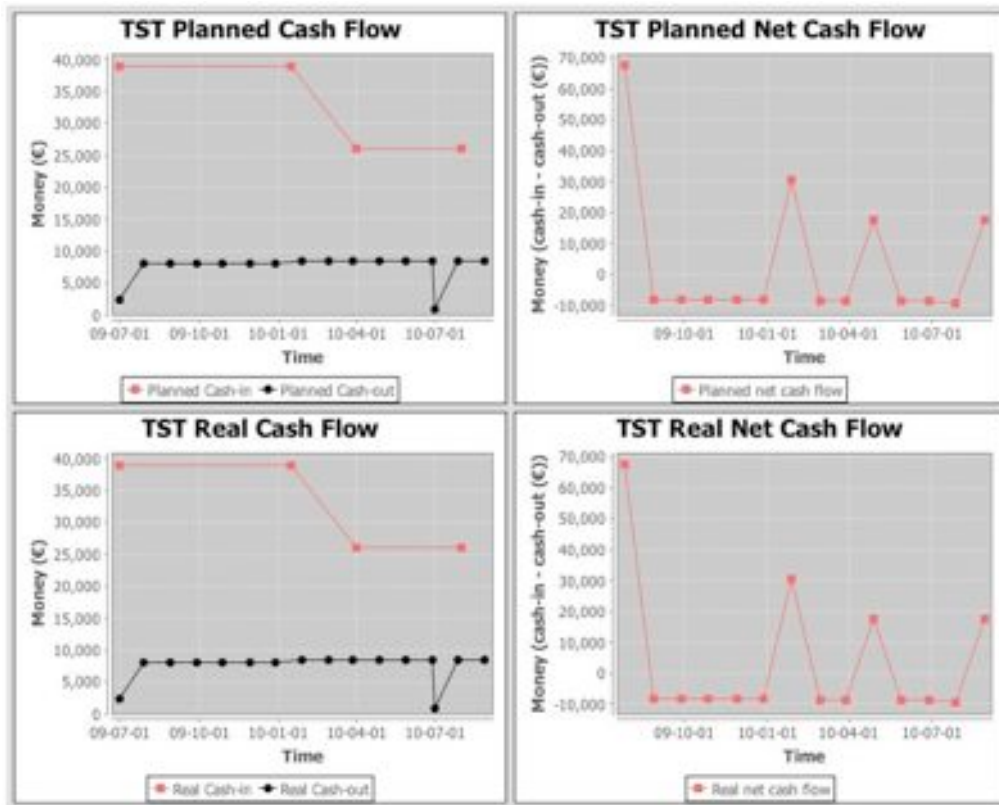 TST Planned Cash Flow
Money (€)
40,000
35,000
30,000
25,000
20,000
15,000
10,000
5,000
0
09-07-01 09-10-01 10-01-01 10-04-01 10-07-01
Time
Planned Cash-in Planned Cash-out
TST Planned Net Cash Flow
Money (cash-in - cash-out (€))
70,000
60,000
50,000
40,000
30,000
20,000
10,000
0
-10,000
09-10-01 10-01-01 10-04-01 10-07-01
Time
Planned net cash flow
TST Real Cash Flow
Money (€)
40,000
35,000
30,000
25,000
20,000
15,000
10,000
5,000
0
09-07-01 09-10-01 10-01-01 10-04-01 10-07-01
Time
Real Cash-in Real Cash-out
TST Real Net Cash Flow
Money (cash-in - cash-out (€))
70,000
60,000
50,000
40,000
30,000
20,000
10,000
0
-10,000
09-10-01 10-01-01 10-04-01 10-07-01
Time
Real net cash flow